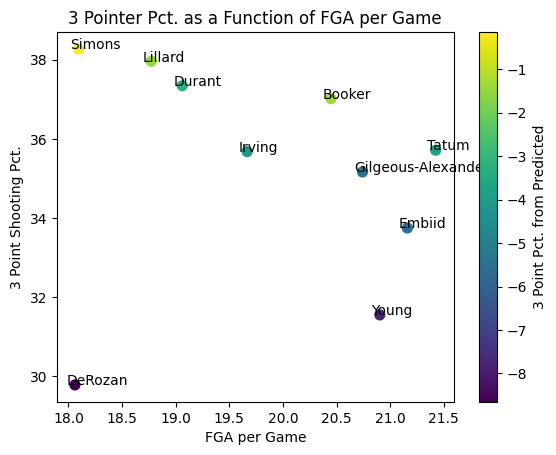 3 Pointer Pct. as a Function of FGA per Game
Simons
Lillard
Durant
Booker
Irving
Tatum
Gilgeous-Alexande
Embiid
Young
DeRozan
38
36
34
32
30
3 Point Shooting Pct.
18.0 18.5 19.0 19.5 20.0 20.5 21.0 21.5
FGA per Game
−1
−2
−3
−4
−5
−6
−7
−8
3 Point Pct. from Predicted